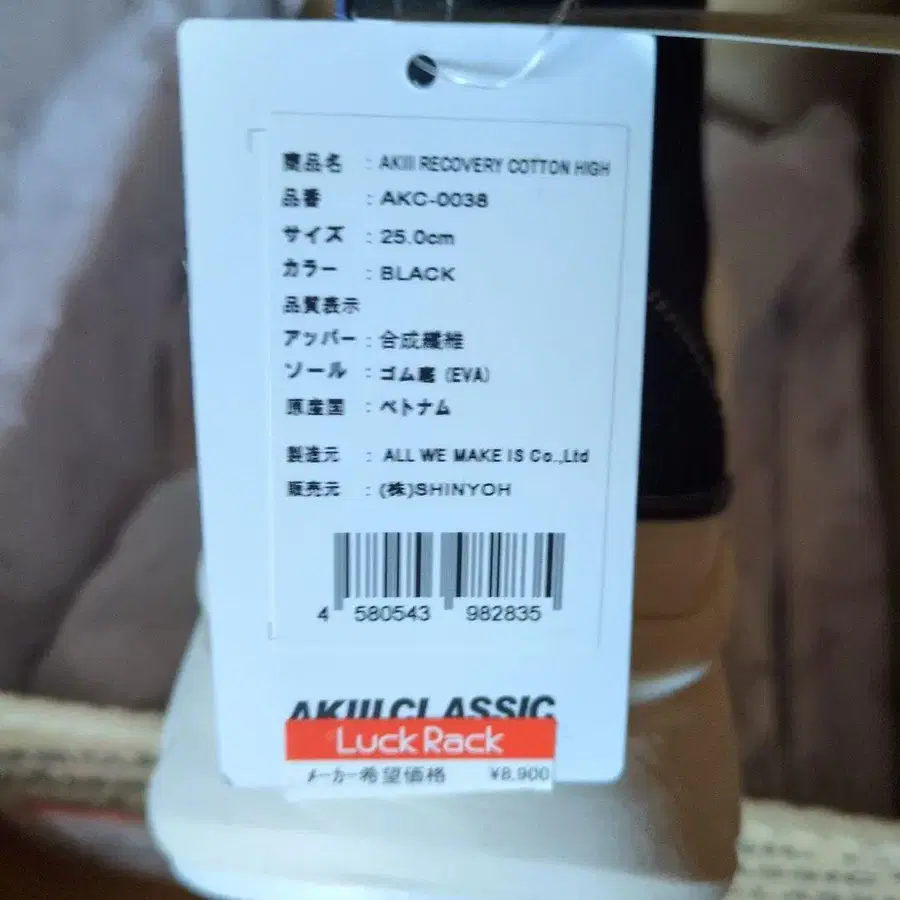 商品名 : AKIII RECOVERY COTTON HIGH
品番 : AKC-0038
サイズ : 25.0cm
カラー : BLACK
品質表示
アッパー : 合成繊維
ソール : ゴム底 (EVA)
原産国 : ベトナム
製造元 : ALL WE MAKE IS Co.,Ltd
販売元 : (株)SHINYOH
4 580543 982835
AKIIICLASSIC
Luck Rack
メーカー希望価格 ¥8,900